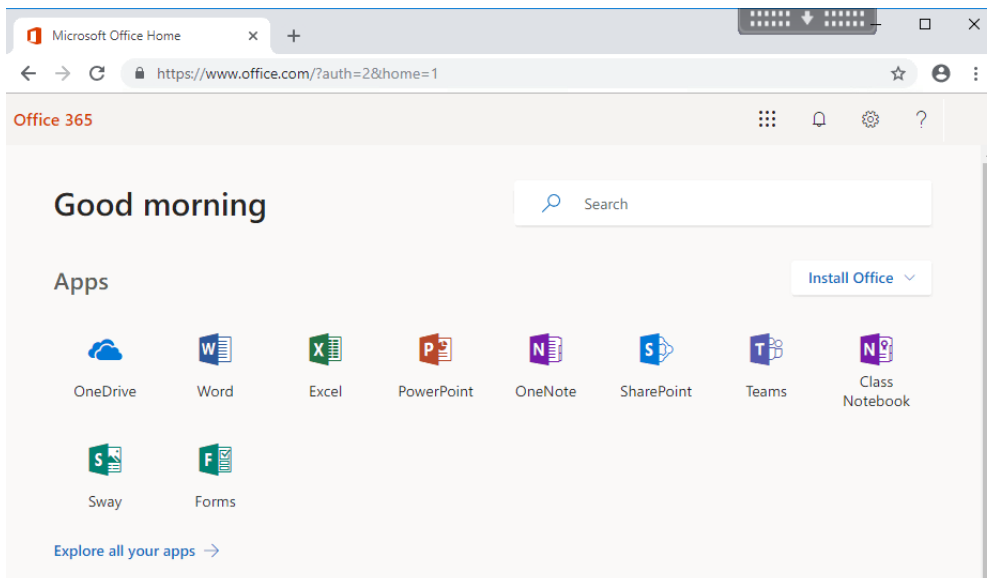 Microsoft Office Home
https://www.office.com/?auth=2&home=1
Office 365
Good morning
Search
Apps
Install Office
OneDrive
Word
Excel
PowerPoint
OneNote
SharePoint
Teams
Class
Notebook
Sway
Forms
Explore all your apps